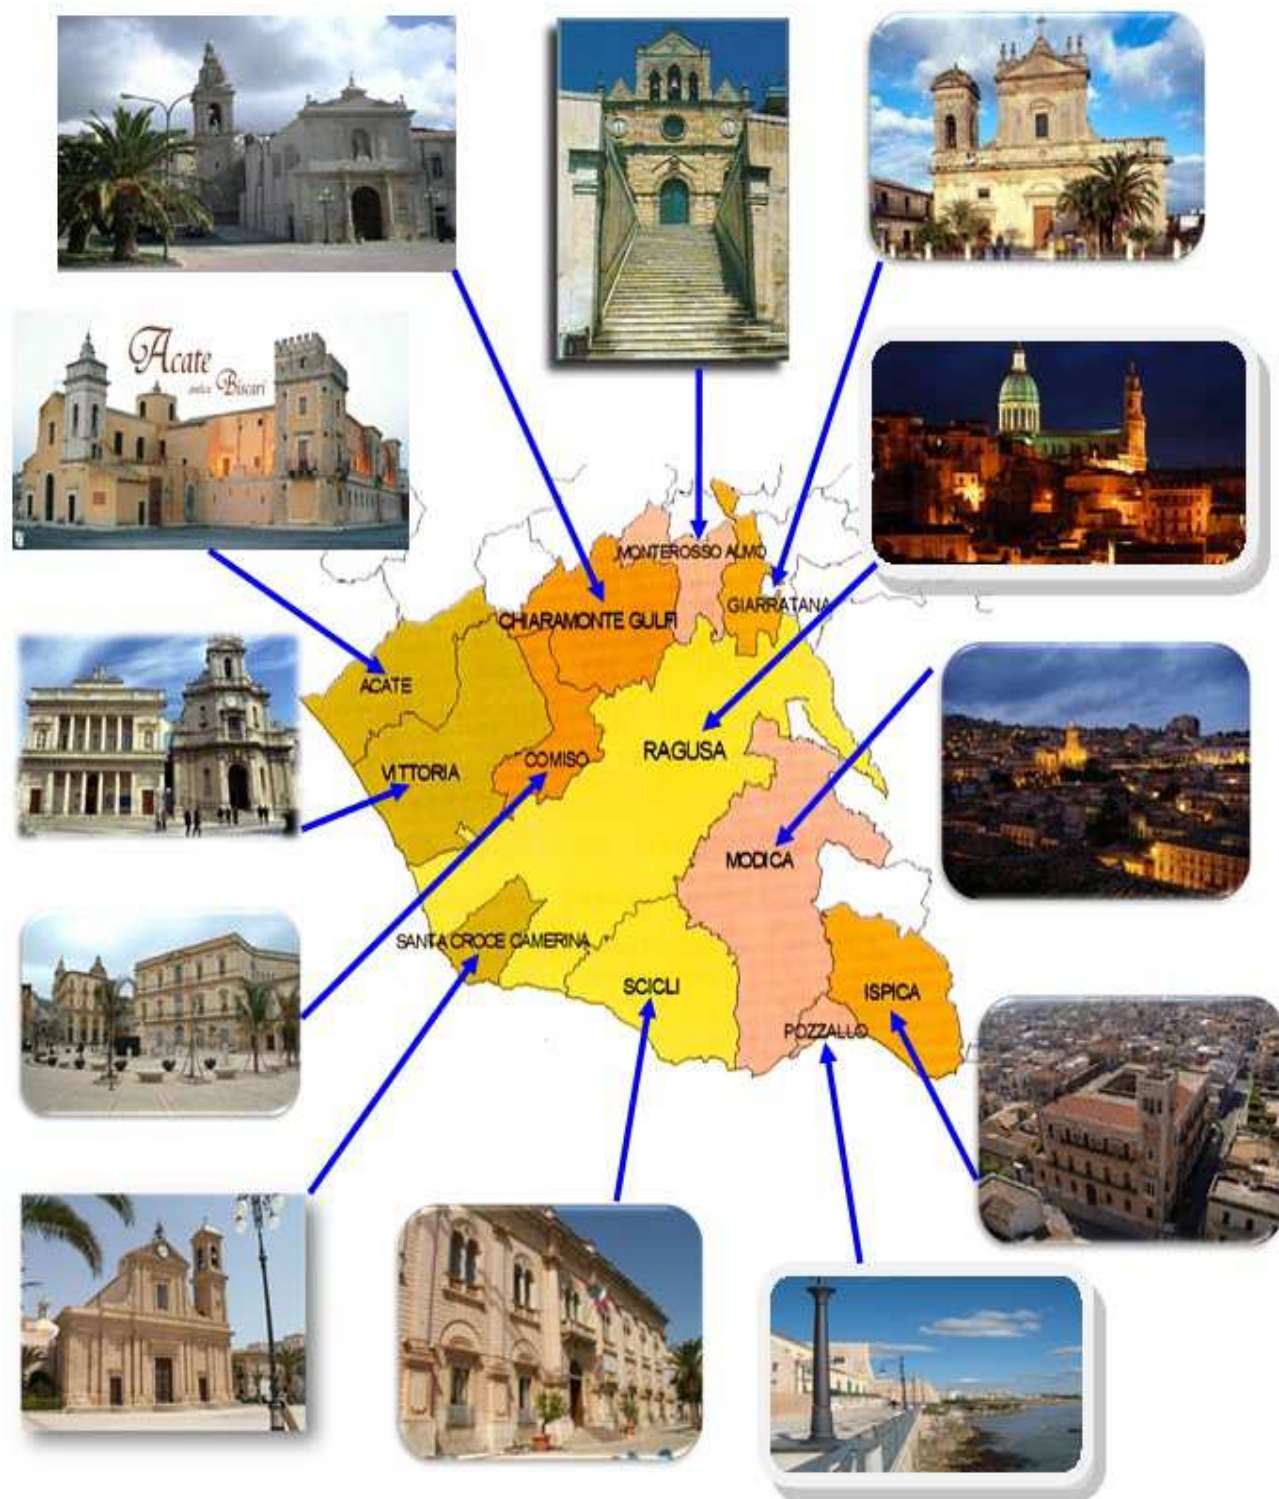 Acate
antica Biscari
MONTEROSSO ALMO
CHIARAMONTE GULFI
GIARRATANA
ACATE
RAGUSA
COMISO
VITTORIA
MODICA
SANTA CROCE CAMERINA
SCICLI
ISPICA
POZZALLO